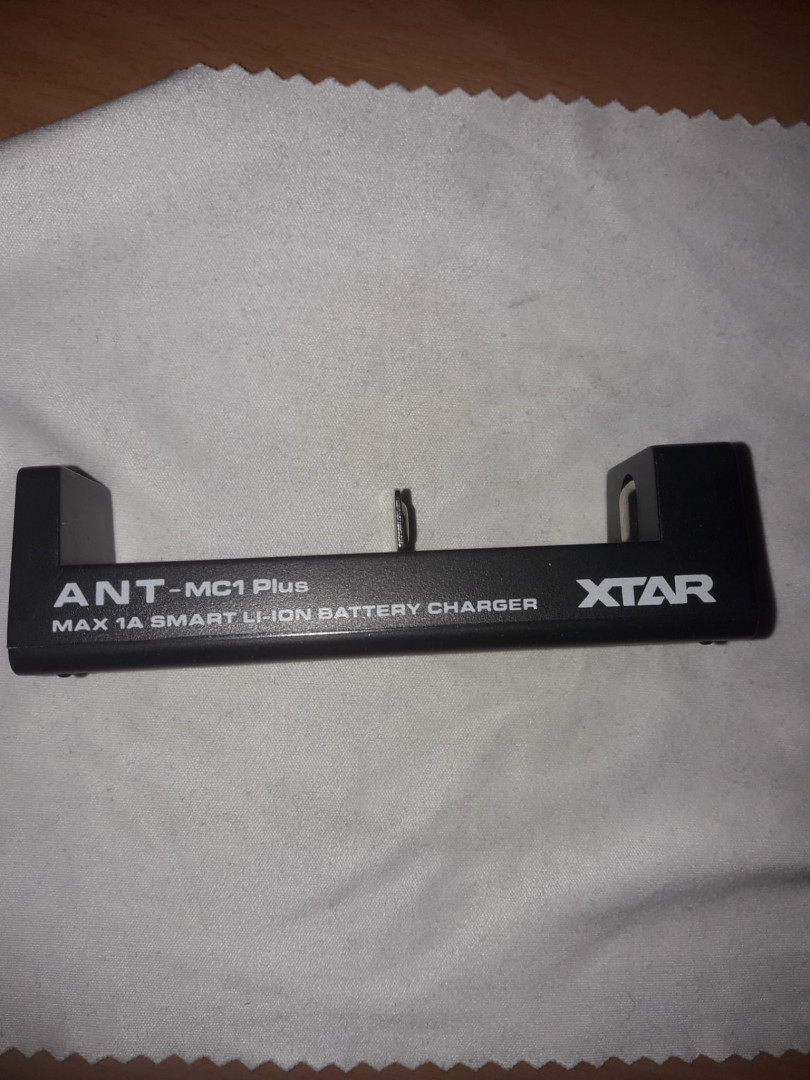 ANT-MC1 Plus
MAX 1A SMART LI-ION BATTERY CHARGER
XTAR